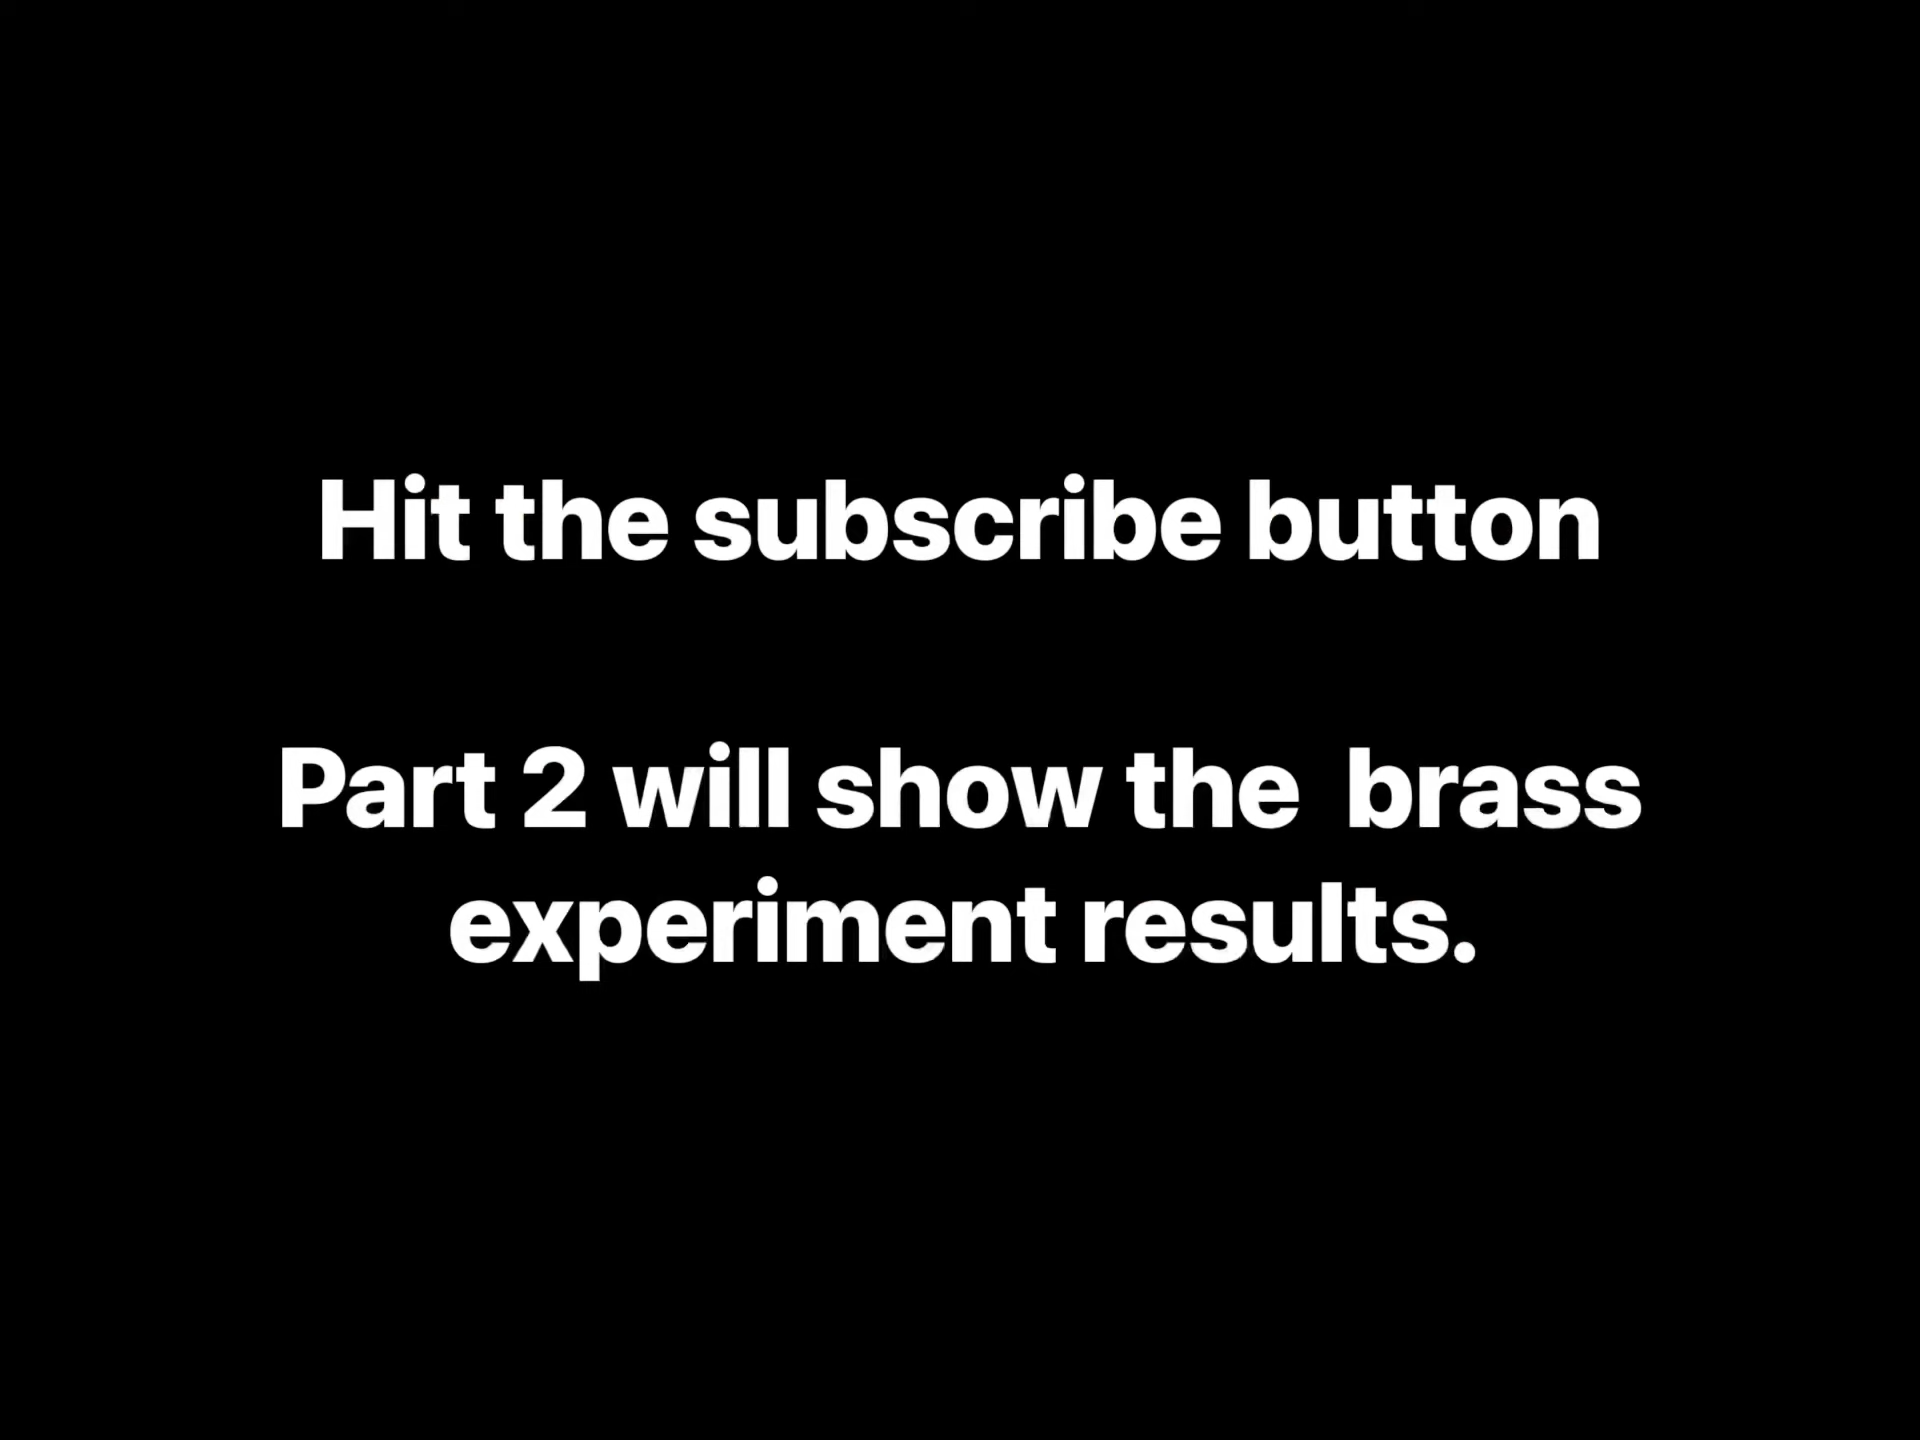 Hit the subscribe button
Part 2 will show the  brass
experiment results.